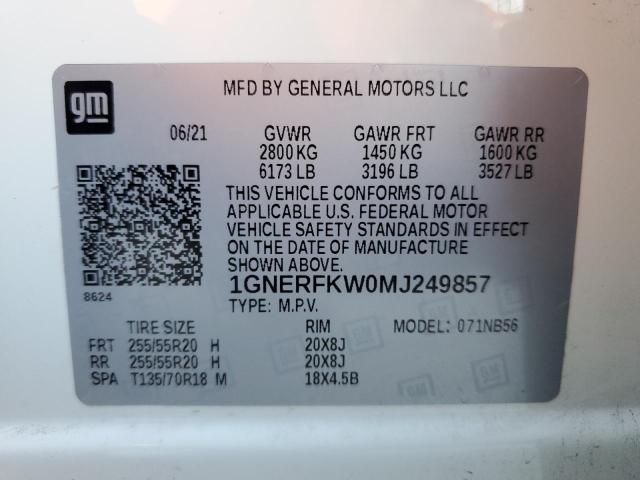 gm
MFD BY GENERAL MOTORS LLC
06/21 GVWR GAWR FRT GAWR RR
2800 KG 1450 KG 1600 KG
6173 LB 3196 LB 3527 LB
THIS VEHICLE CONFORMS TO ALL
APPLICABLE U.S. FEDERAL MOTOR
VEHICLE SAFETY STANDARDS IN EFFECT
ON THE DATE OF MANUFACTURE
SHOWN ABOVE.
8624
1GNERFKW0MJ249857
TYPE: M.P.V.
TIRE SIZE RIM MODEL: 071NB56
FRT 255/55R20 H 20X8J
RR 255/55R20 H 20X8J
SPA T135/70R18 M 18X4.5B